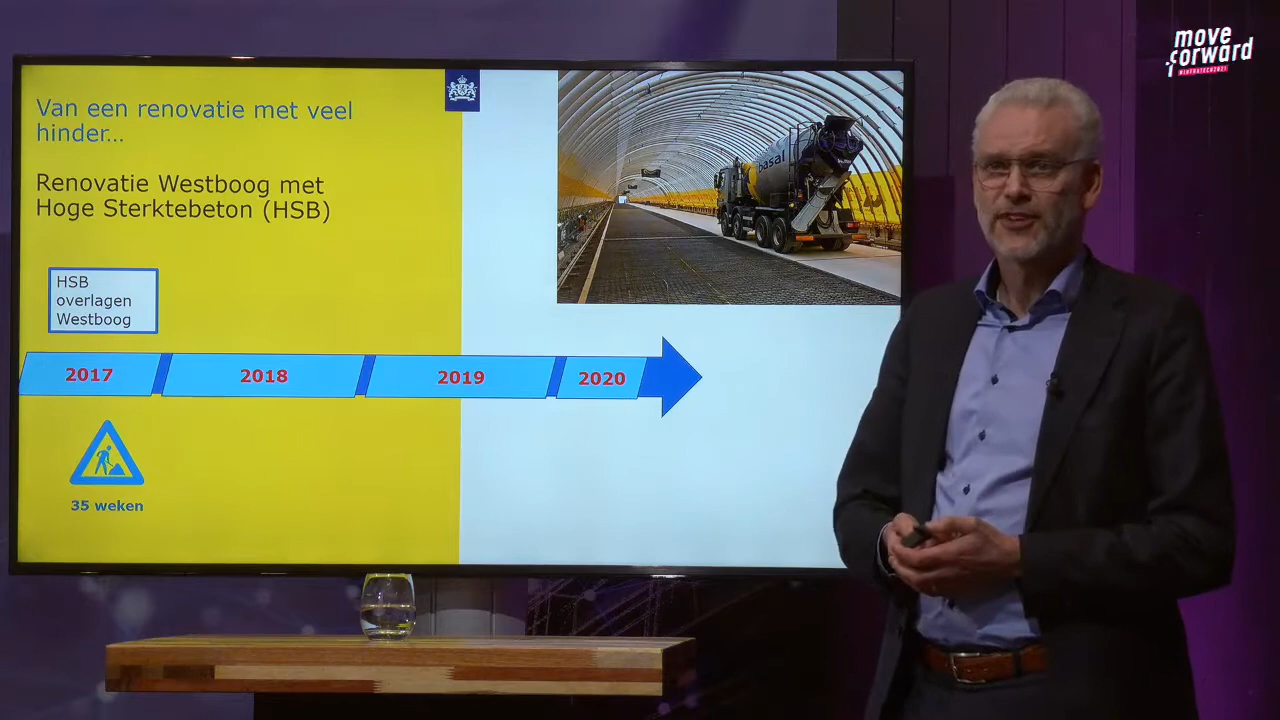 move
forward
#INFRATECH2021
Van een renovatie met veel
hinder...
Renovatie Westboog met
Hoge Sterktebeton (HSB)
basal
HSB
overlagen
Westboog
2017
2018
2019
2020
35 weken